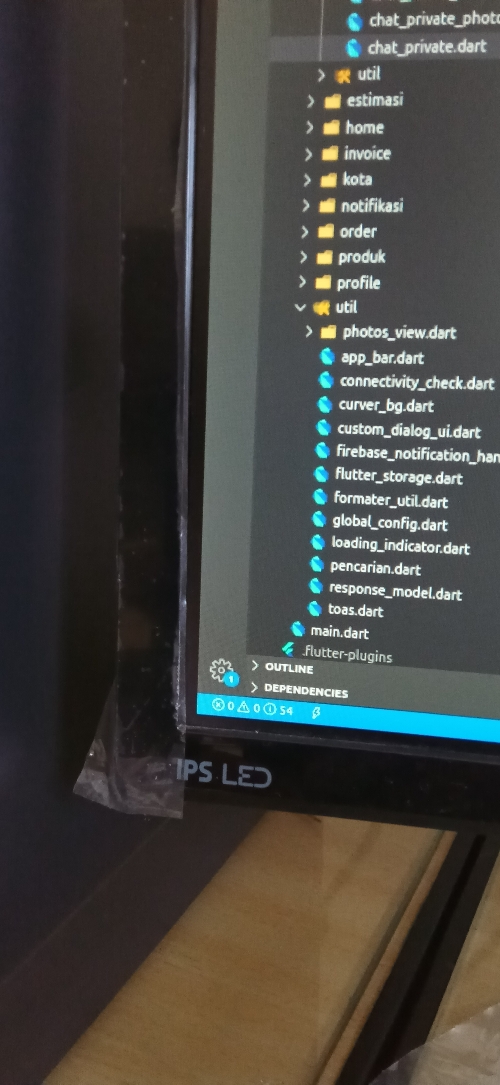 chat_private_photo
chat_private.dart
util
estimasi
home
invoice
kota
notifikasi
order
produk
profile
util
photos_view.dart
app_bar.dart
connectivity_check.dart
curver_bg.dart
custom_dialog_ui.dart
firebase_notification_han
flutter_storage.dart
formater_util.dart
global_config.dart
loading_indicator.dart
pencarian.dart
response_model.dart
toas.dart
main.dart
.flutter-plugins
OUTLINE
1
DEPENDENCIES
0 0 54
IPS LED